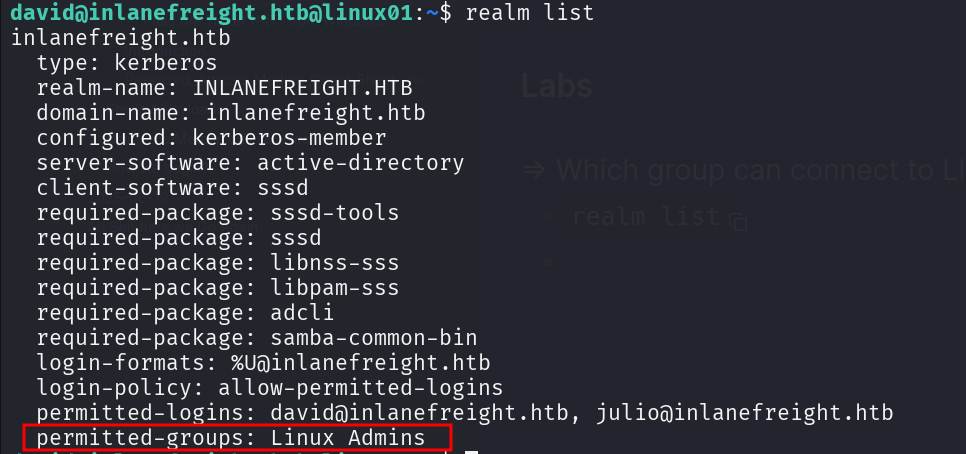 david@inlanefreight.htb@linux01:~$ realm list
inlanefreight.htb
type: kerberos
realm-name: INLANEFREIGHT.HTB
Labs
domain-name: inlanefreight.htb
configured: kerberos-member
server-software: active-directory
⇒ Which group can connect to LI
client-software: sssd
required-package: sssd-tools
realm list
required-package: sssd
required-package: libnss-sss
required-package: libpam-sss
required-package: adcli
required-package: samba-common-bin
login-formats: %U@inlanefreight.htb
login-policy: allow-permitted-logins
permitted-logins: david@inlanefreight.htb, julio@inlanefreight.htb
permitted-groups: Linux Admins